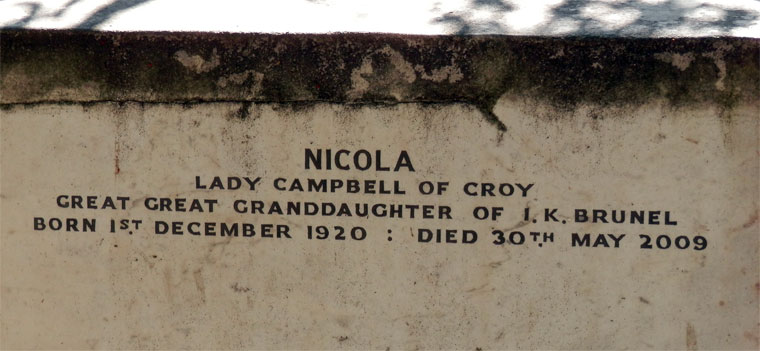 NICOLA
LADY CAMPBELL OF CROY
GREAT GREAT GRANDDAUGHTER OF I.K.BRUNEL
BORN 1ST DECEMBER 1920 : DIED 30TH MAY 2009